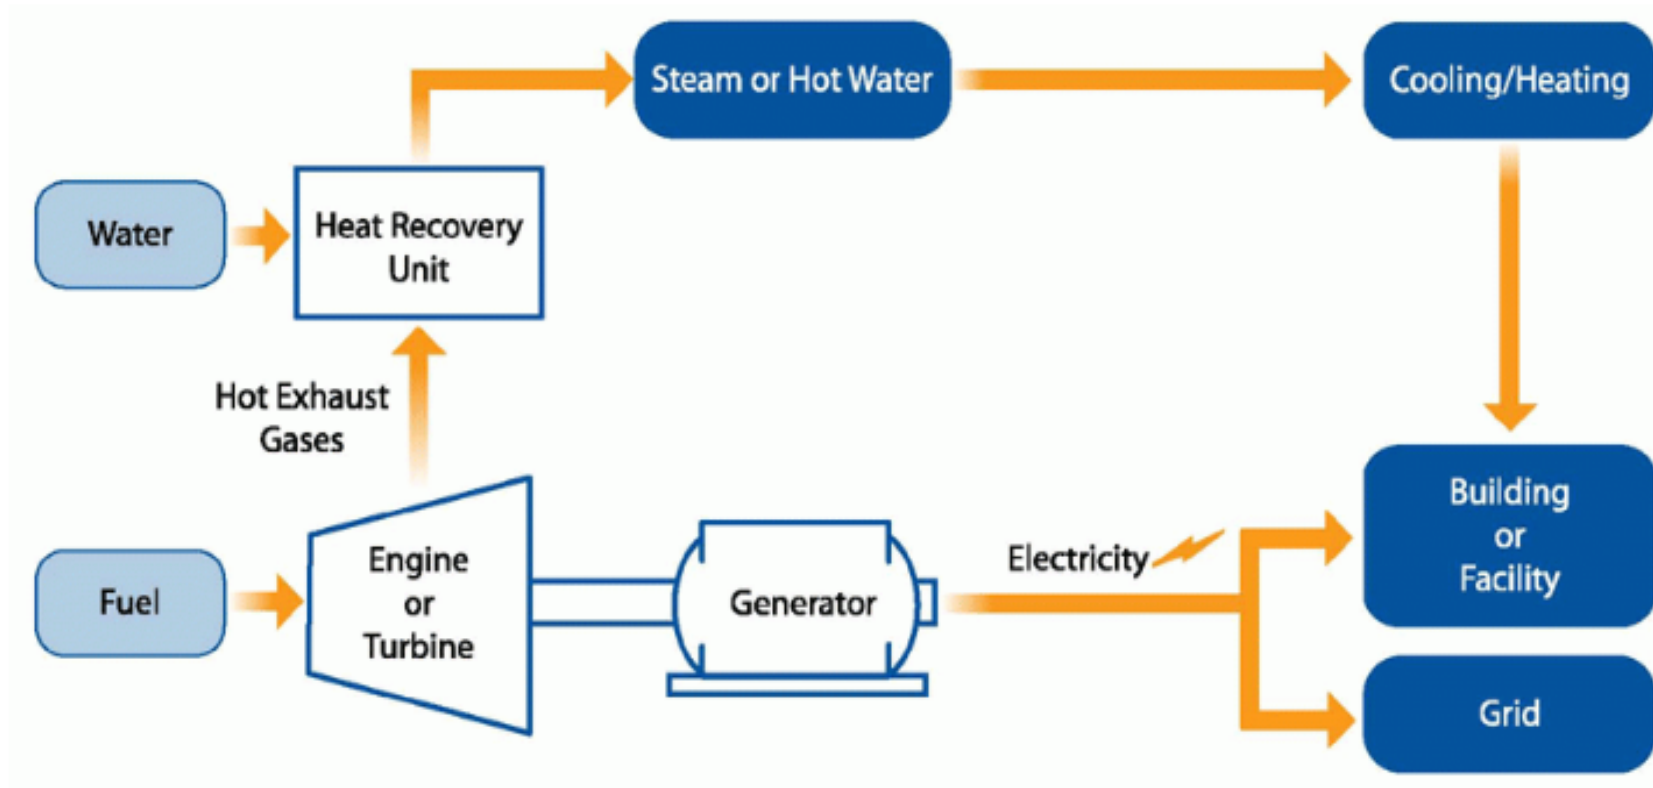 Steam or Hot Water
Cooling/Heating
Water
Heat Recovery
Unit
Hot Exhaust
Gases
Fuel
Engine
or
Turbine
Generator
Electricity
Building
or
Facility
Grid